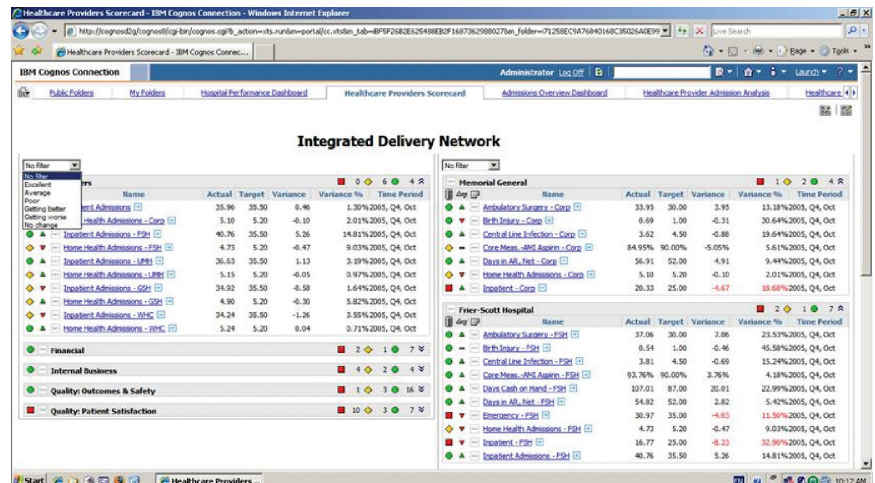 Healthcare Providers Scorecard - IBM Cognos Connection - Windows Internet Explorer
Live Search
Healthcare Providers Scorecard - IBM Cognos Connec...
Page Tools
IBM Cognos Connection Administrator Log Off Launch ?
Public Folders My Folders Hospital Performance Dashboard Healthcare Providers Scorecard Admissions Overview Dashboard Healthcare Provider Admission Analysis Healthcare
Integrated Delivery Network
No filter
No filter
Excellent
Average
Poor
Getting better
Getting worse
No change
0 6 4
Name Actual Target Variance Variance % Time Period
Admissions 35.96 35.50 0.46 1.30% 2005, Q4, Oct
Health Admissions - Corp 5.10 5.20 -0.10 2.01% 2005, Q4, Oct
Inpatient Admissions - FSH 40.76 35.50 5.26 14.81% 2005, Q4, Oct
Home Health Admissions - FSH 4.73 5.20 -0.47 9.03% 2005, Q4, Oct
Inpatient Admissions - UMH 36.63 35.50 1.13 3.19% 2005, Q4, Oct
Home Health Admissions - UMH 5.15 5.20 -0.05 0.97% 2005, Q4, Oct
Inpatient Admissions - GSH 34.92 35.50 -0.58 1.64% 2005, Q4, Oct
Home Health Admissions - GSH 4.90 5.20 -0.30 5.82% 2005, Q4, Oct
Inpatient Admissions - WHC 34.24 35.50 -1.26 3.55% 2005, Q4, Oct
Home Health Admissions - WHC 5.24 5.20 0.04 0.71% 2005, Q4, Oct
Financial 2 1 7
Internal Business 4 2 4
Quality: Outcomes & Safety 1 3 16
Quality: Patient Satisfaction 10 3 7
No filter
Memorial General 1 2 4
Name Actual Target Variance Variance % Time Period
Ambulatory Surgery - Corp 33.95 30.00 3.95 13.18% 2005, Q4, Oct
Birth Injury - Corp 0.69 1.00 -0.31 30.64% 2005, Q4, Oct
Central Line Infection - Corp 3.62 4.50 -0.88 19.64% 2005, Q4, Oct
Core Meas.-AMI Aspirin - Corp 84.95% 90.00% -5.05% 5.61% 2005, Q4, Oct
Days in AR, Net - Corp 56.91 52.00 4.91 9.44% 2005, Q4, Oct
Home Health Admissions - Corp 5.10 5.20 -0.10 2.01% 2005, Q4, Oct
Inpatient - Corp 20.33 25.00 -4.67 18.68% 2005, Q4, Oct
Frier-Scott Hospital 2 1 7
Name Actual Target Variance Variance % Time Period
Ambulatory Surgery - FSH 37.06 30.00 7.06 23.53% 2005, Q4, Oct
Birth Injury - FSH 0.54 1.00 -0.46 45.58% 2005, Q4, Oct
Central Line Infection - FSH 3.81 4.50 -0.69 15.24% 2005, Q4, Oct
Core Meas.-AMI Aspirin - FSH 93.76% 90.00% 3.76% 4.18% 2005, Q4, Oct
Days Cash on Hand - FSH 107.01 87.00 20.01 22.99% 2005, Q4, Oct
Days in AR, Net - FSH 54.82 52.00 2.82 5.42% 2005, Q4, Oct
Emergency - FSH 30.97 35.00 -4.03 11.50% 2005, Q4, Oct
Home Health Admissions - FSH 4.73 5.20 -0.47 9.03% 2005, Q4, Oct
Inpatient - FSH 16.77 25.00 -8.23 32.90% 2005, Q4, Oct
Inpatient Admissions - FSH 40.76 35.50 5.26 14.81% 2005, Q4, Oct
Start Healthcare Providers ... EN 10:12 AM